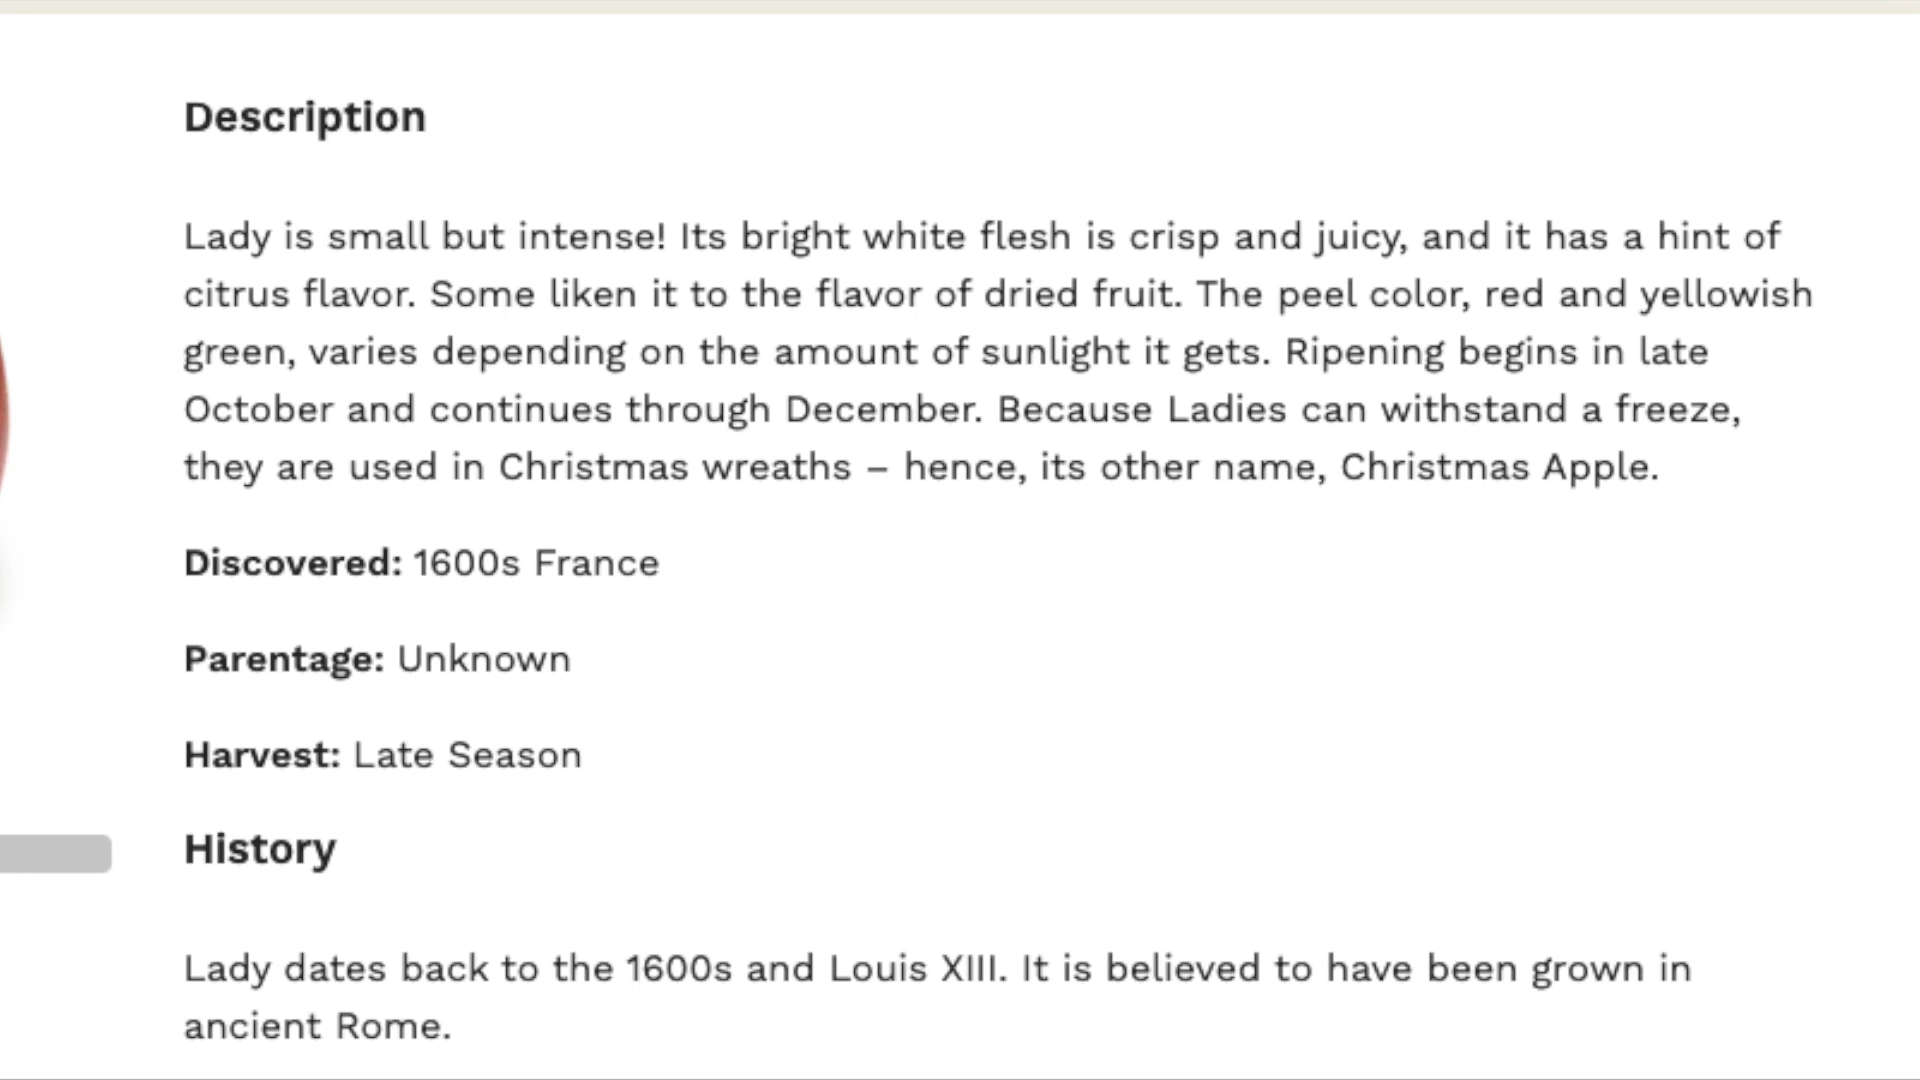 Description
Lady is small but intense! Its bright white flesh is crisp and juicy, and it has a hint of
citrus flavor. Some liken it to the flavor of dried fruit. The peel color, red and yellowish
green, varies depending on the amount of sunlight it gets. Ripening begins in late
October and continues through December. Because Ladies can withstand a freeze,
they are used in Christmas wreaths – hence, its other name, Christmas Apple.
Discovered: 1600s France
Parentage: Unknown
Harvest: Late Season
History
Lady dates back to the 1600s and Louis XIII. It is believed to have been grown in
ancient Rome.